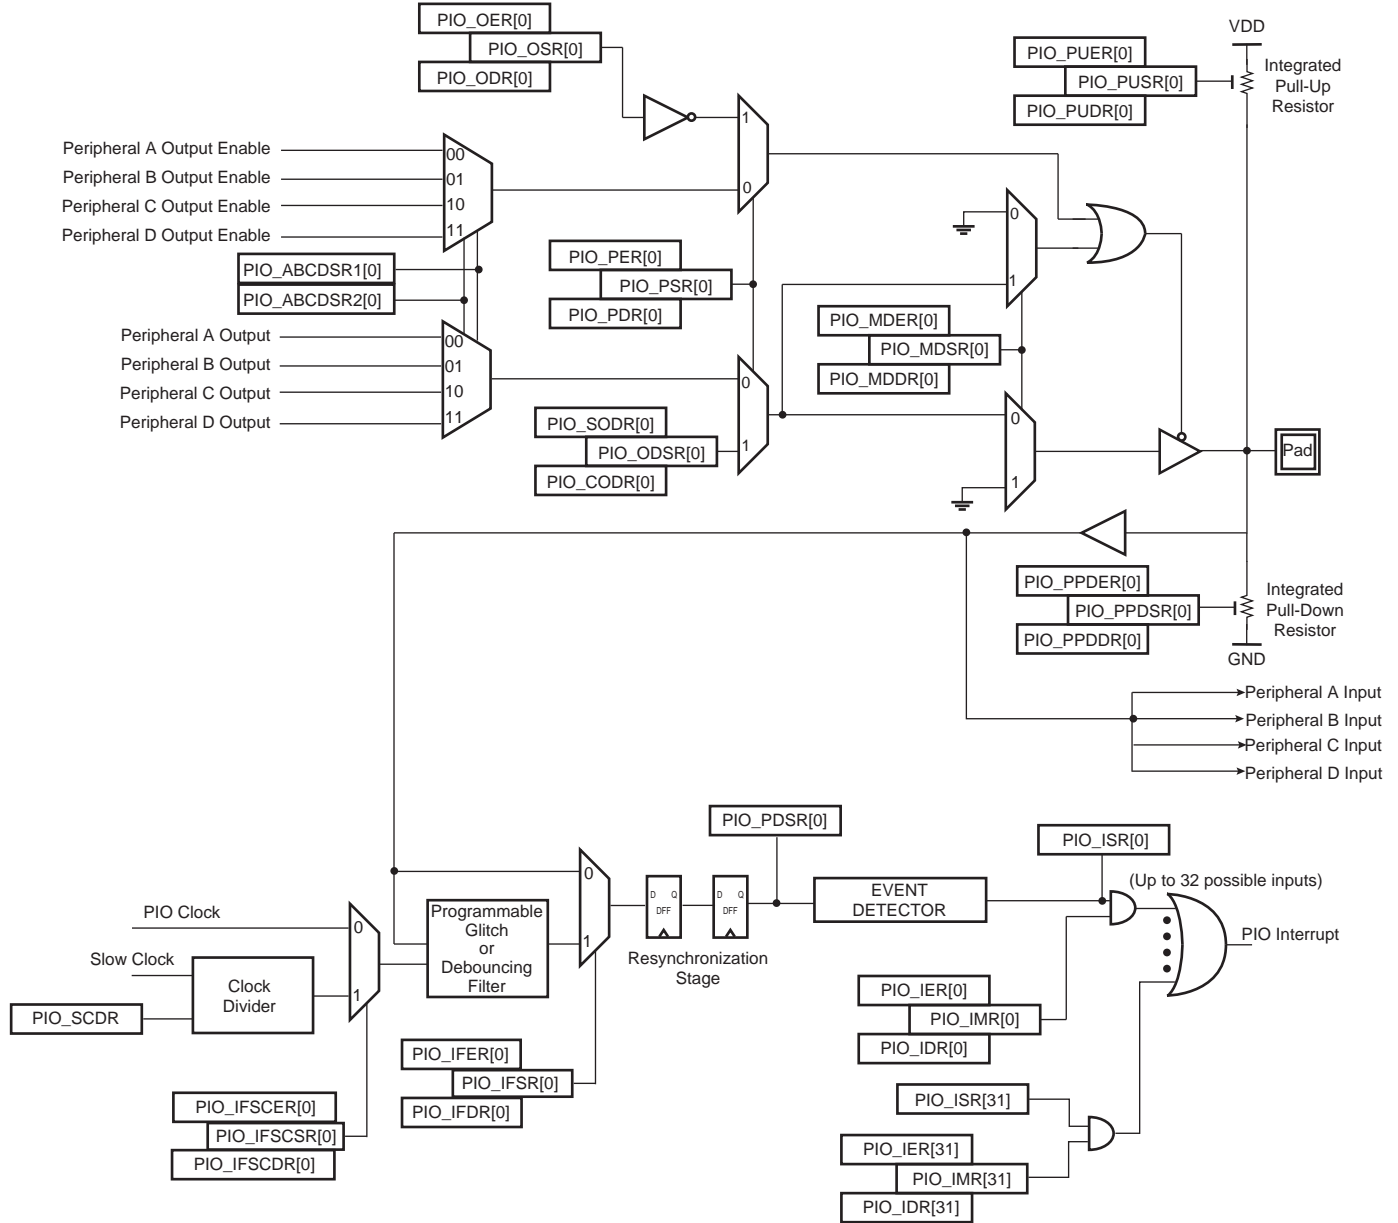 PIO_OER[0]
PIO_OSR[0]
PIO_ODR[0]
VDD
PIO_PUER[0]
PIO_PUSR[0]
PIO_PUDR[0]
Integrated
Pull-Up
Resistor
1
0
Peripheral A Output Enable
Peripheral B Output Enable
Peripheral C Output Enable
Peripheral D Output Enable
00
01
10
11
PIO_ABCDSR1[0]
PIO_ABCDSR2[0]
PIO_PER[0]
PIO_PSR[0]
PIO_PDR[0]
0
1
PIO_MDER[0]
PIO_MDSR[0]
PIO_MDDR[0]
Peripheral A Output
Peripheral B Output
Peripheral C Output
Peripheral D Output
00
01
10
11
0
1
PIO_SODR[0]
PIO_ODSR[0]
PIO_CODR[0]
0
1
Pad
PIO_PPDER[0]
PIO_PPDSR[0]
PIO_PPDDR[0]
Integrated
Pull-Down
Resistor
GND
Peripheral A Input
Peripheral B Input
Peripheral C Input
Peripheral D Input
PIO_PDSR[0]
PIO_ISR[0]
(Up to 32 possible inputs)
0
1
D Q
DFF
D Q
DFF
Resynchronization
Stage
EVENT
DETECTOR
PIO Interrupt
PIO Clock
Slow Clock
PIO_SCDR
Clock
Divider
0
1
Programmable
Glitch
or
Debouncing
Filter
PIO_IER[0]
PIO_IMR[0]
PIO_IDR[0]
PIO_IFER[0]
PIO_IFSR[0]
PIO_IFDR[0]
PIO_IFSCER[0]
PIO_IFSCSR[0]
PIO_IFSCDR[0]
PIO_ISR[31]
PIO_IER[31]
PIO_IMR[31]
PIO_IDR[31]